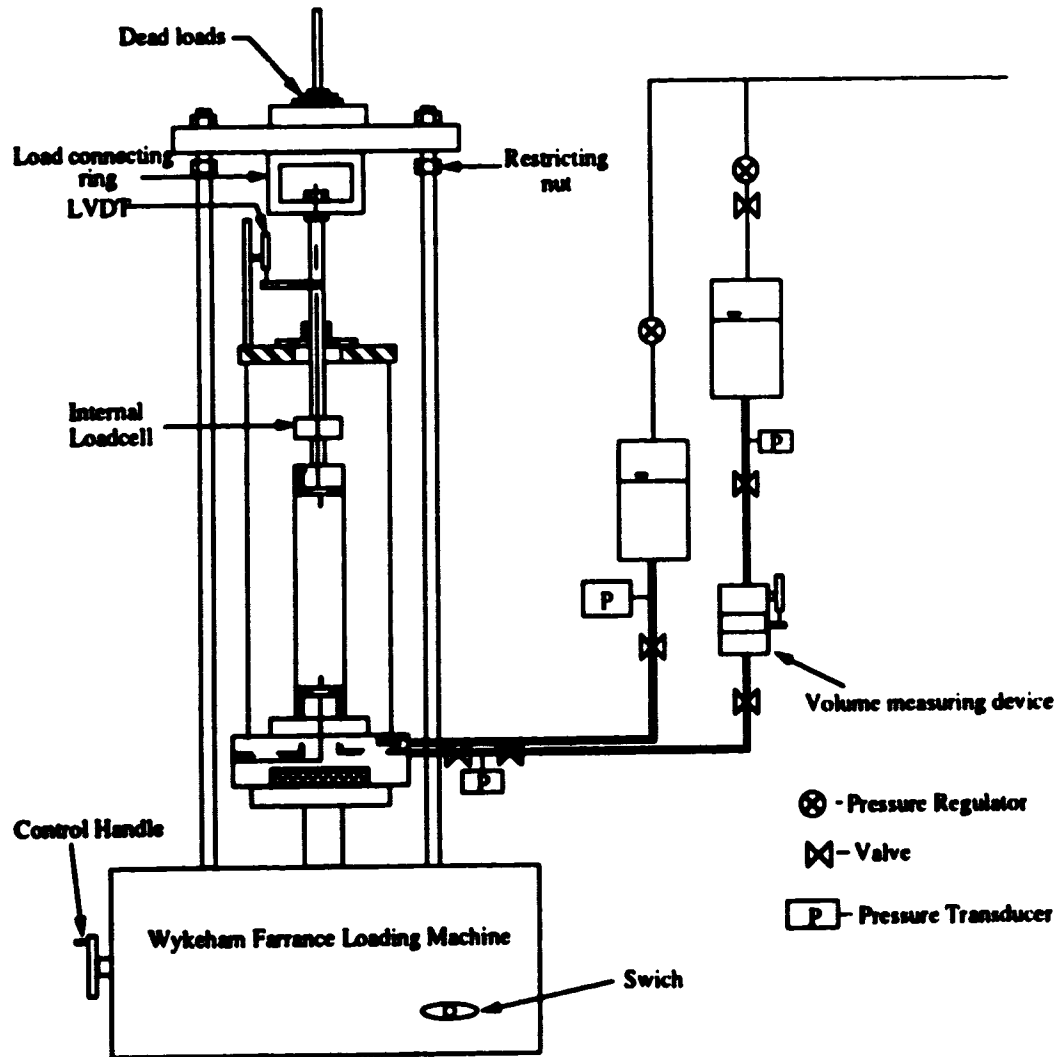 Dead loads
Load connecting
ring
LVDT
Restricting
nut
Internal
Loadcell
P
P
P
Volume measuring device
Control Handle
- Pressure Regulator
- Valve
P - Pressure Transducer
Wykeham Farrance Loading Machine
Swich